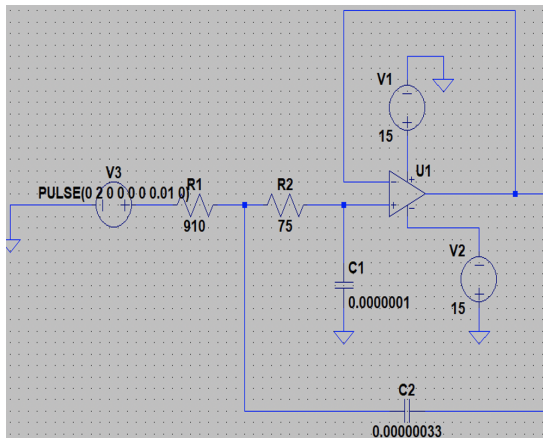 V1
15
U1
V3
PULSE(0 2 0 0 0 0 0.01 0)
R1
910
R2
75
V2
15
C1
0.0000001
C2
0.00000033